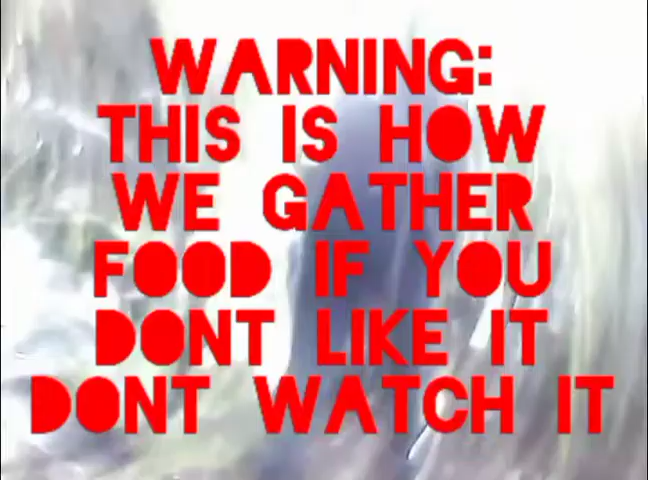 WARNING:
THIS IS HOW
WE GATHER
FOOD IF YOU
DONT LIKE IT
DONT WATCH IT